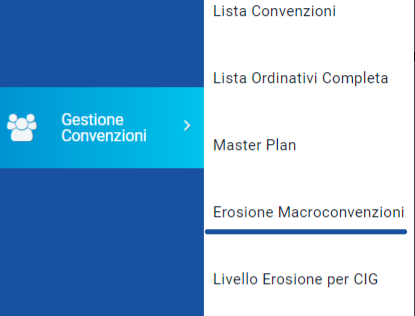 Gestione
Convenzioni
Lista Convenzioni
Lista Ordinativi Completa
Master Plan
Erosione Macroconvenzioni
Livello Erosione per CIG